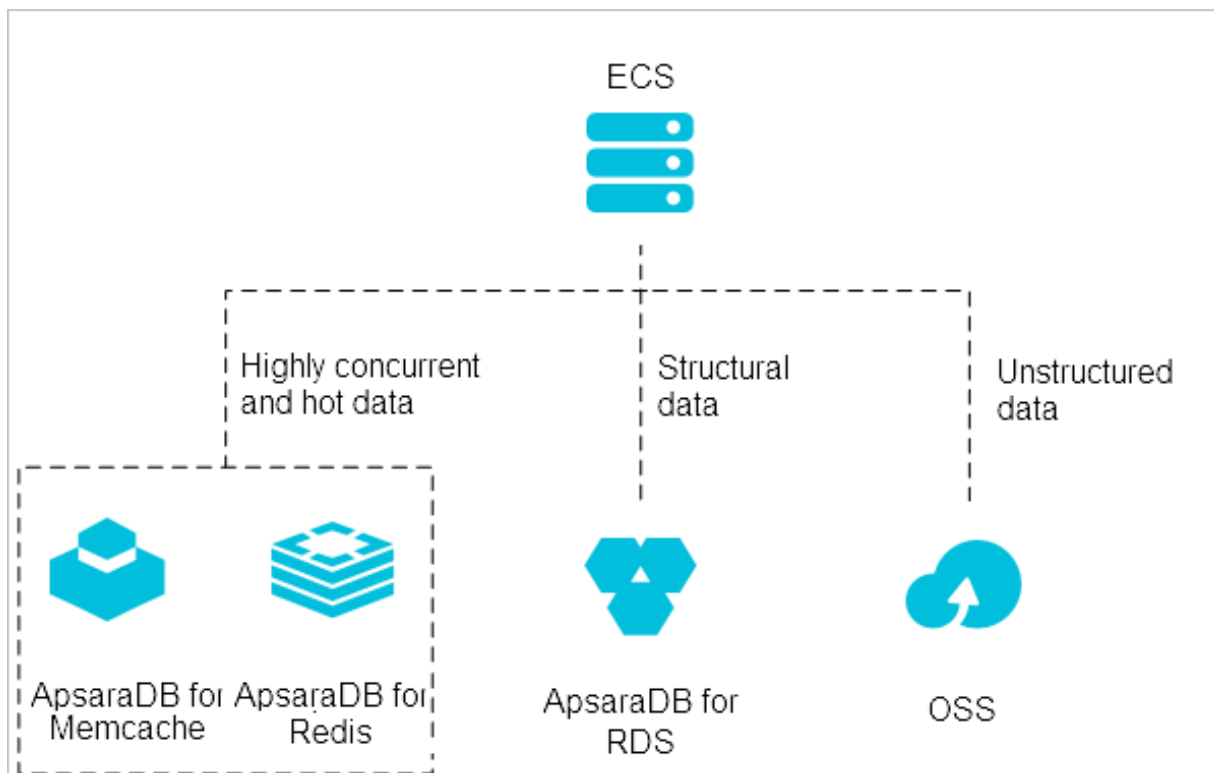 ECS
Highly concurrent
and hot data
Structural
data
Unstructured
data
ApsaraDB for
Memcache
ApsaraDB for
Redis
ApsaraDB for
RDS
OSS